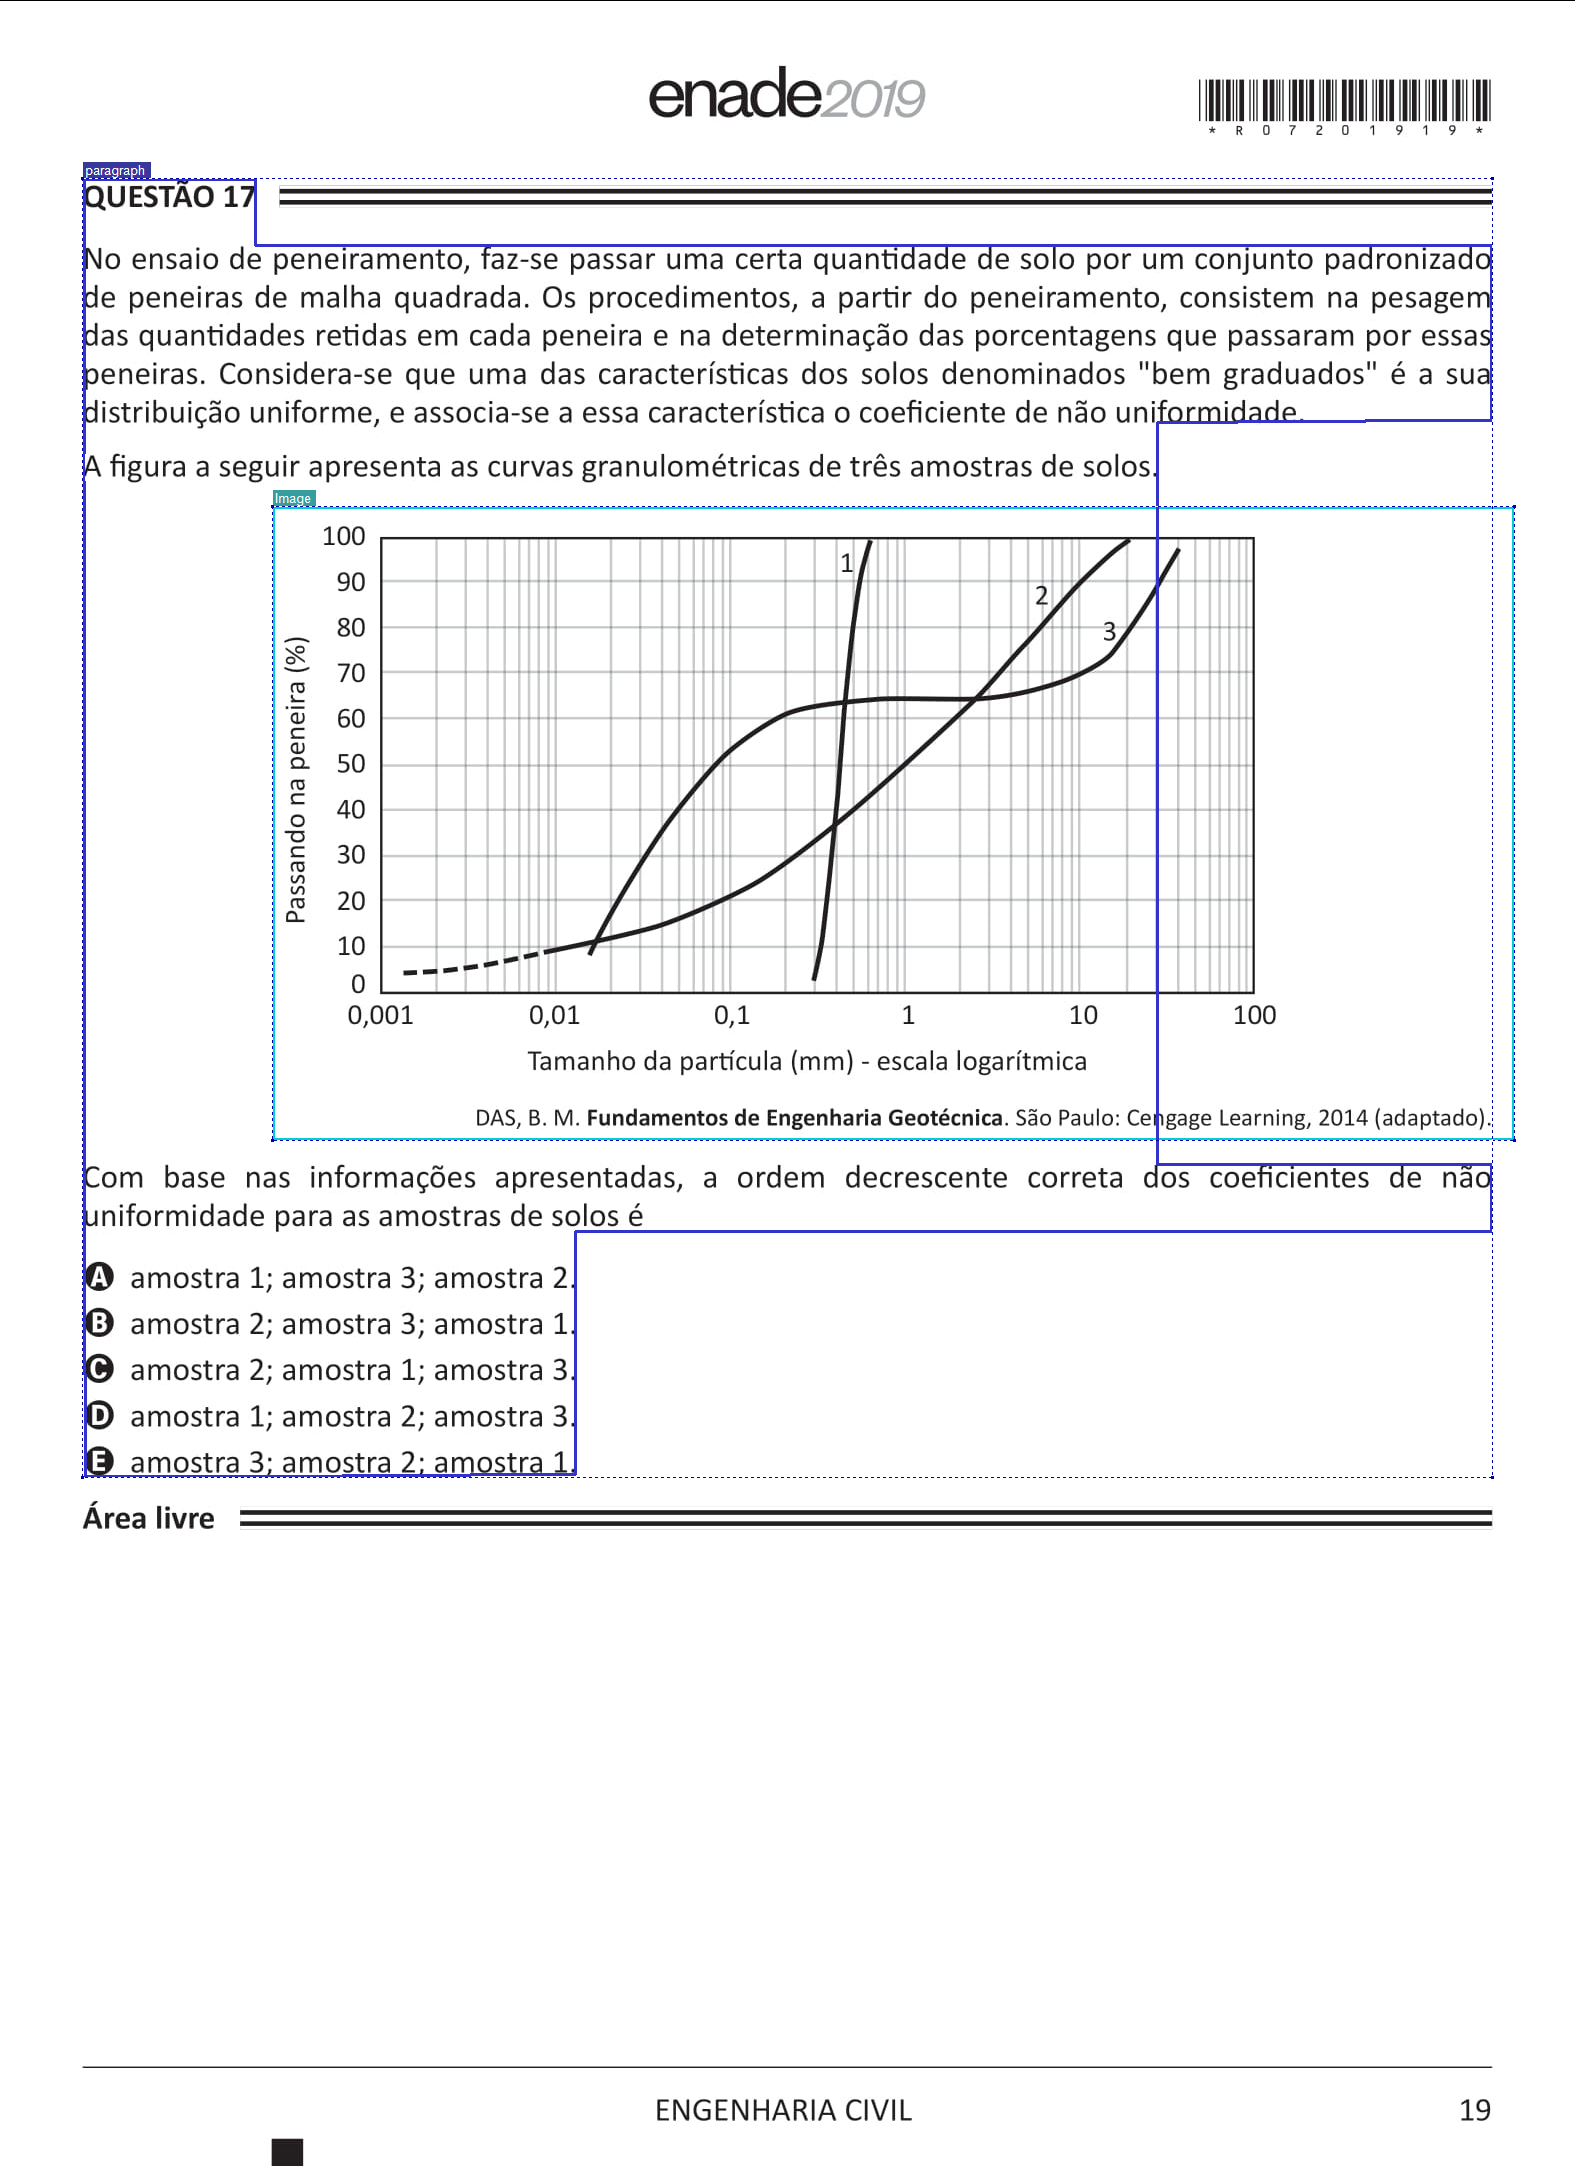 enade2019
* R 0 7 2 0 1 9 1 9 *
paragraph
QUESTÃO 17
No ensaio de peneiramento, faz-se passar uma certa quantidade de solo por um conjunto padronizado
de peneiras de malha quadrada. Os procedimentos, a partir do peneiramento, consistem na pesagem
das quantidades retidas em cada peneira e na determinação das porcentagens que passaram por essas
peneiras. Considera-se que uma das características dos solos denominados "bem graduados" é a sua
distribuição uniforme, e associa-se a essa característica o coeficiente de não uniformidade.
A figura a seguir apresenta as curvas granulométricas de três amostras de solos.
Image
100
90
80
70
60
50
40
30
20
10
0
Passando na peneira (%)
1
2
3
0,001 0,01 0,1 1 10 100
Tamanho da partícula (mm) - escala logarítmica
DAS, B. M. Fundamentos de Engenharia Geotécnica. São Paulo: Cengage Learning, 2014 (adaptado).
Com base nas informações apresentadas, a ordem decrescente correta dos coeficientes de não
uniformidade para as amostras de solos é
A amostra 1; amostra 3; amostra 2.
B amostra 2; amostra 3; amostra 1.
C amostra 2; amostra 1; amostra 3.
D amostra 1; amostra 2; amostra 3.
E amostra 3; amostra 2; amostra 1.
Área livre
ENGENHARIA CIVIL
19